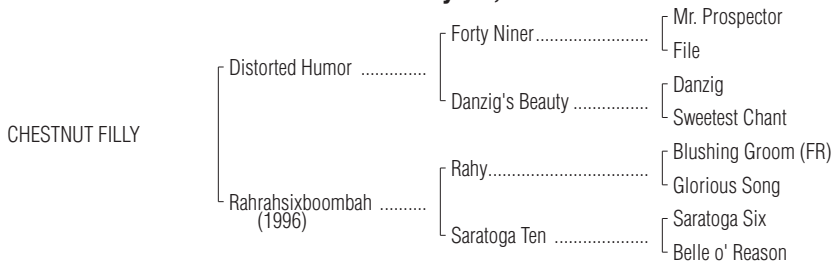 Mr. Prospector
Forty Niner
File
Distorted Humor
Danzig
Danzig's Beauty
Sweetest Chant
CHESTNUT FILLY
Blushing Groom (FR)
Rahy
Glorious Song
Rahrahsixboombah
(1996)
Saratoga Six
Saratoga Ten
Belle o' Reason